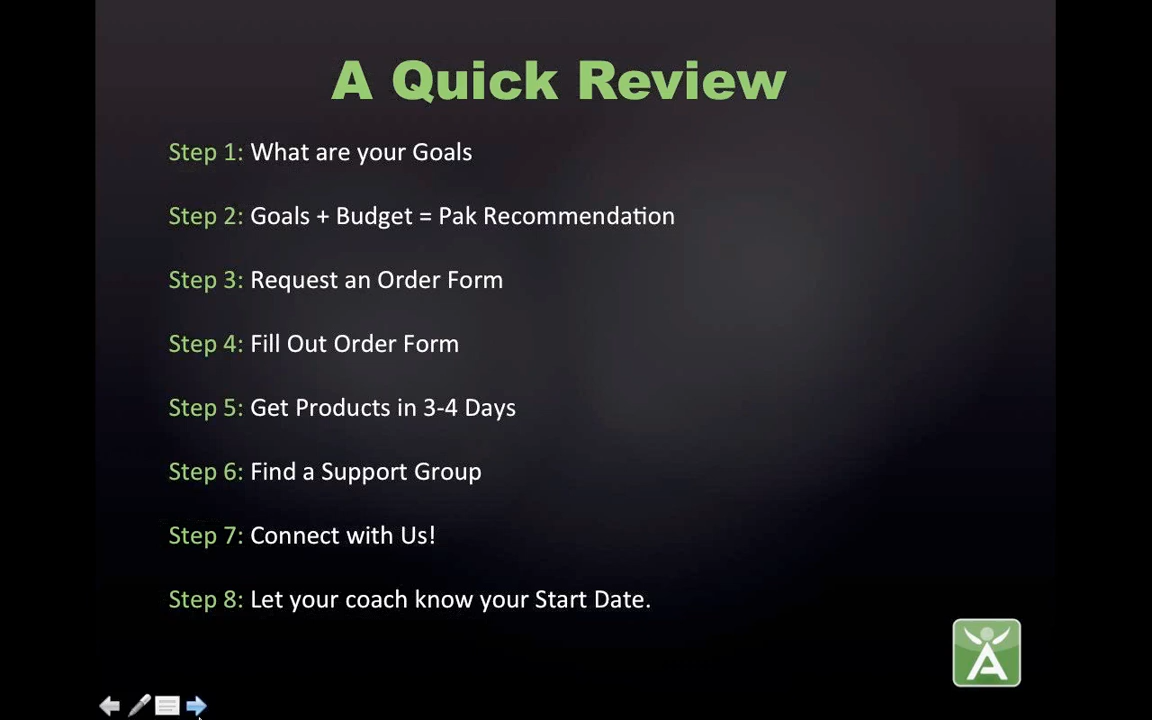 A Quick Review
Step 1: What are your Goals
Step 2: Goals + Budget = Pak Recommendation
Step 3: Request an Order Form
Step 4: Fill Out Order Form
Step 5: Get Products in 3-4 Days
Step 6: Find a Support Group
Step 7: Connect with Us!
Step 8: Let your coach know your Start Date.
A